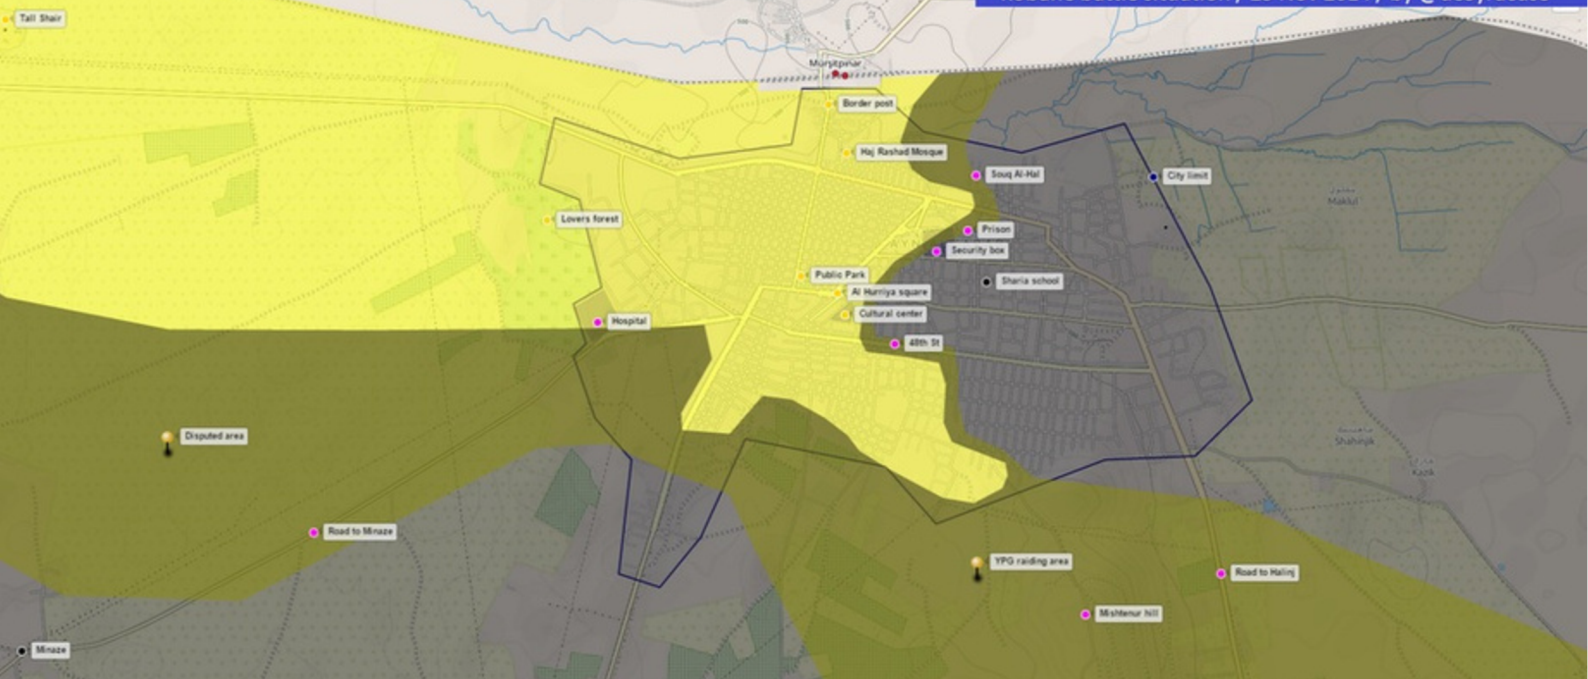 Tall Shair
Murşitpınar
Border post
Haj Rashad Mosque
Souq Al-Hal
City limit
Lovers forest
Prison
Security box
Public Park
Sharia school
Al Hurriya square
Cultural center
Hospital
48th St
Disputed area
Shahinjik
Kazik
Road to Minaze
YPG raiding area
Road to Halinj
Mishtenur hill
Minaze
Maklul